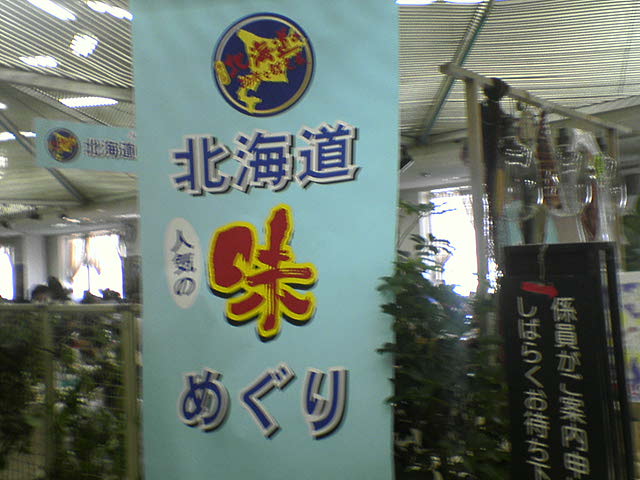 北海道
人気の
味
めぐり
北海道
係員がご案内申
しばらくお待ち下